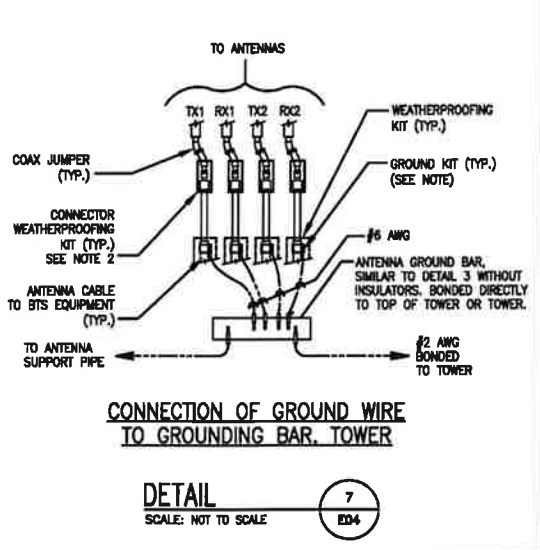 TO ANTENNAS
TX1 RX1 TX2 RX2
WEATHERPROOFING
KIT (TYP.)
COAX JUMPER
(TYP.)
GROUND KIT (TYP.)
(SEE NOTE)
CONNECTOR
WEATHERPROOFING
KIT (TYP.)
SEE NOTE 2
#6 AWG
ANTENNA GROUND BAR,
SIMILAR TO DETAIL 3 WITHOUT
INSULATORS. BONDED DIRECTLY
TO TOP OF TOWER OR TOWER.
ANTENNA CABLE
TO BTS EQUIPMENT
(TYP.)
TO ANTENNA
SUPPORT PIPE
#2 AWG
BONDED
TO TOWER
CONNECTION OF GROUND WIRE
TO GROUNDING BAR, TOWER
DETAIL
SCALE: NOT TO SCALE
7
E04